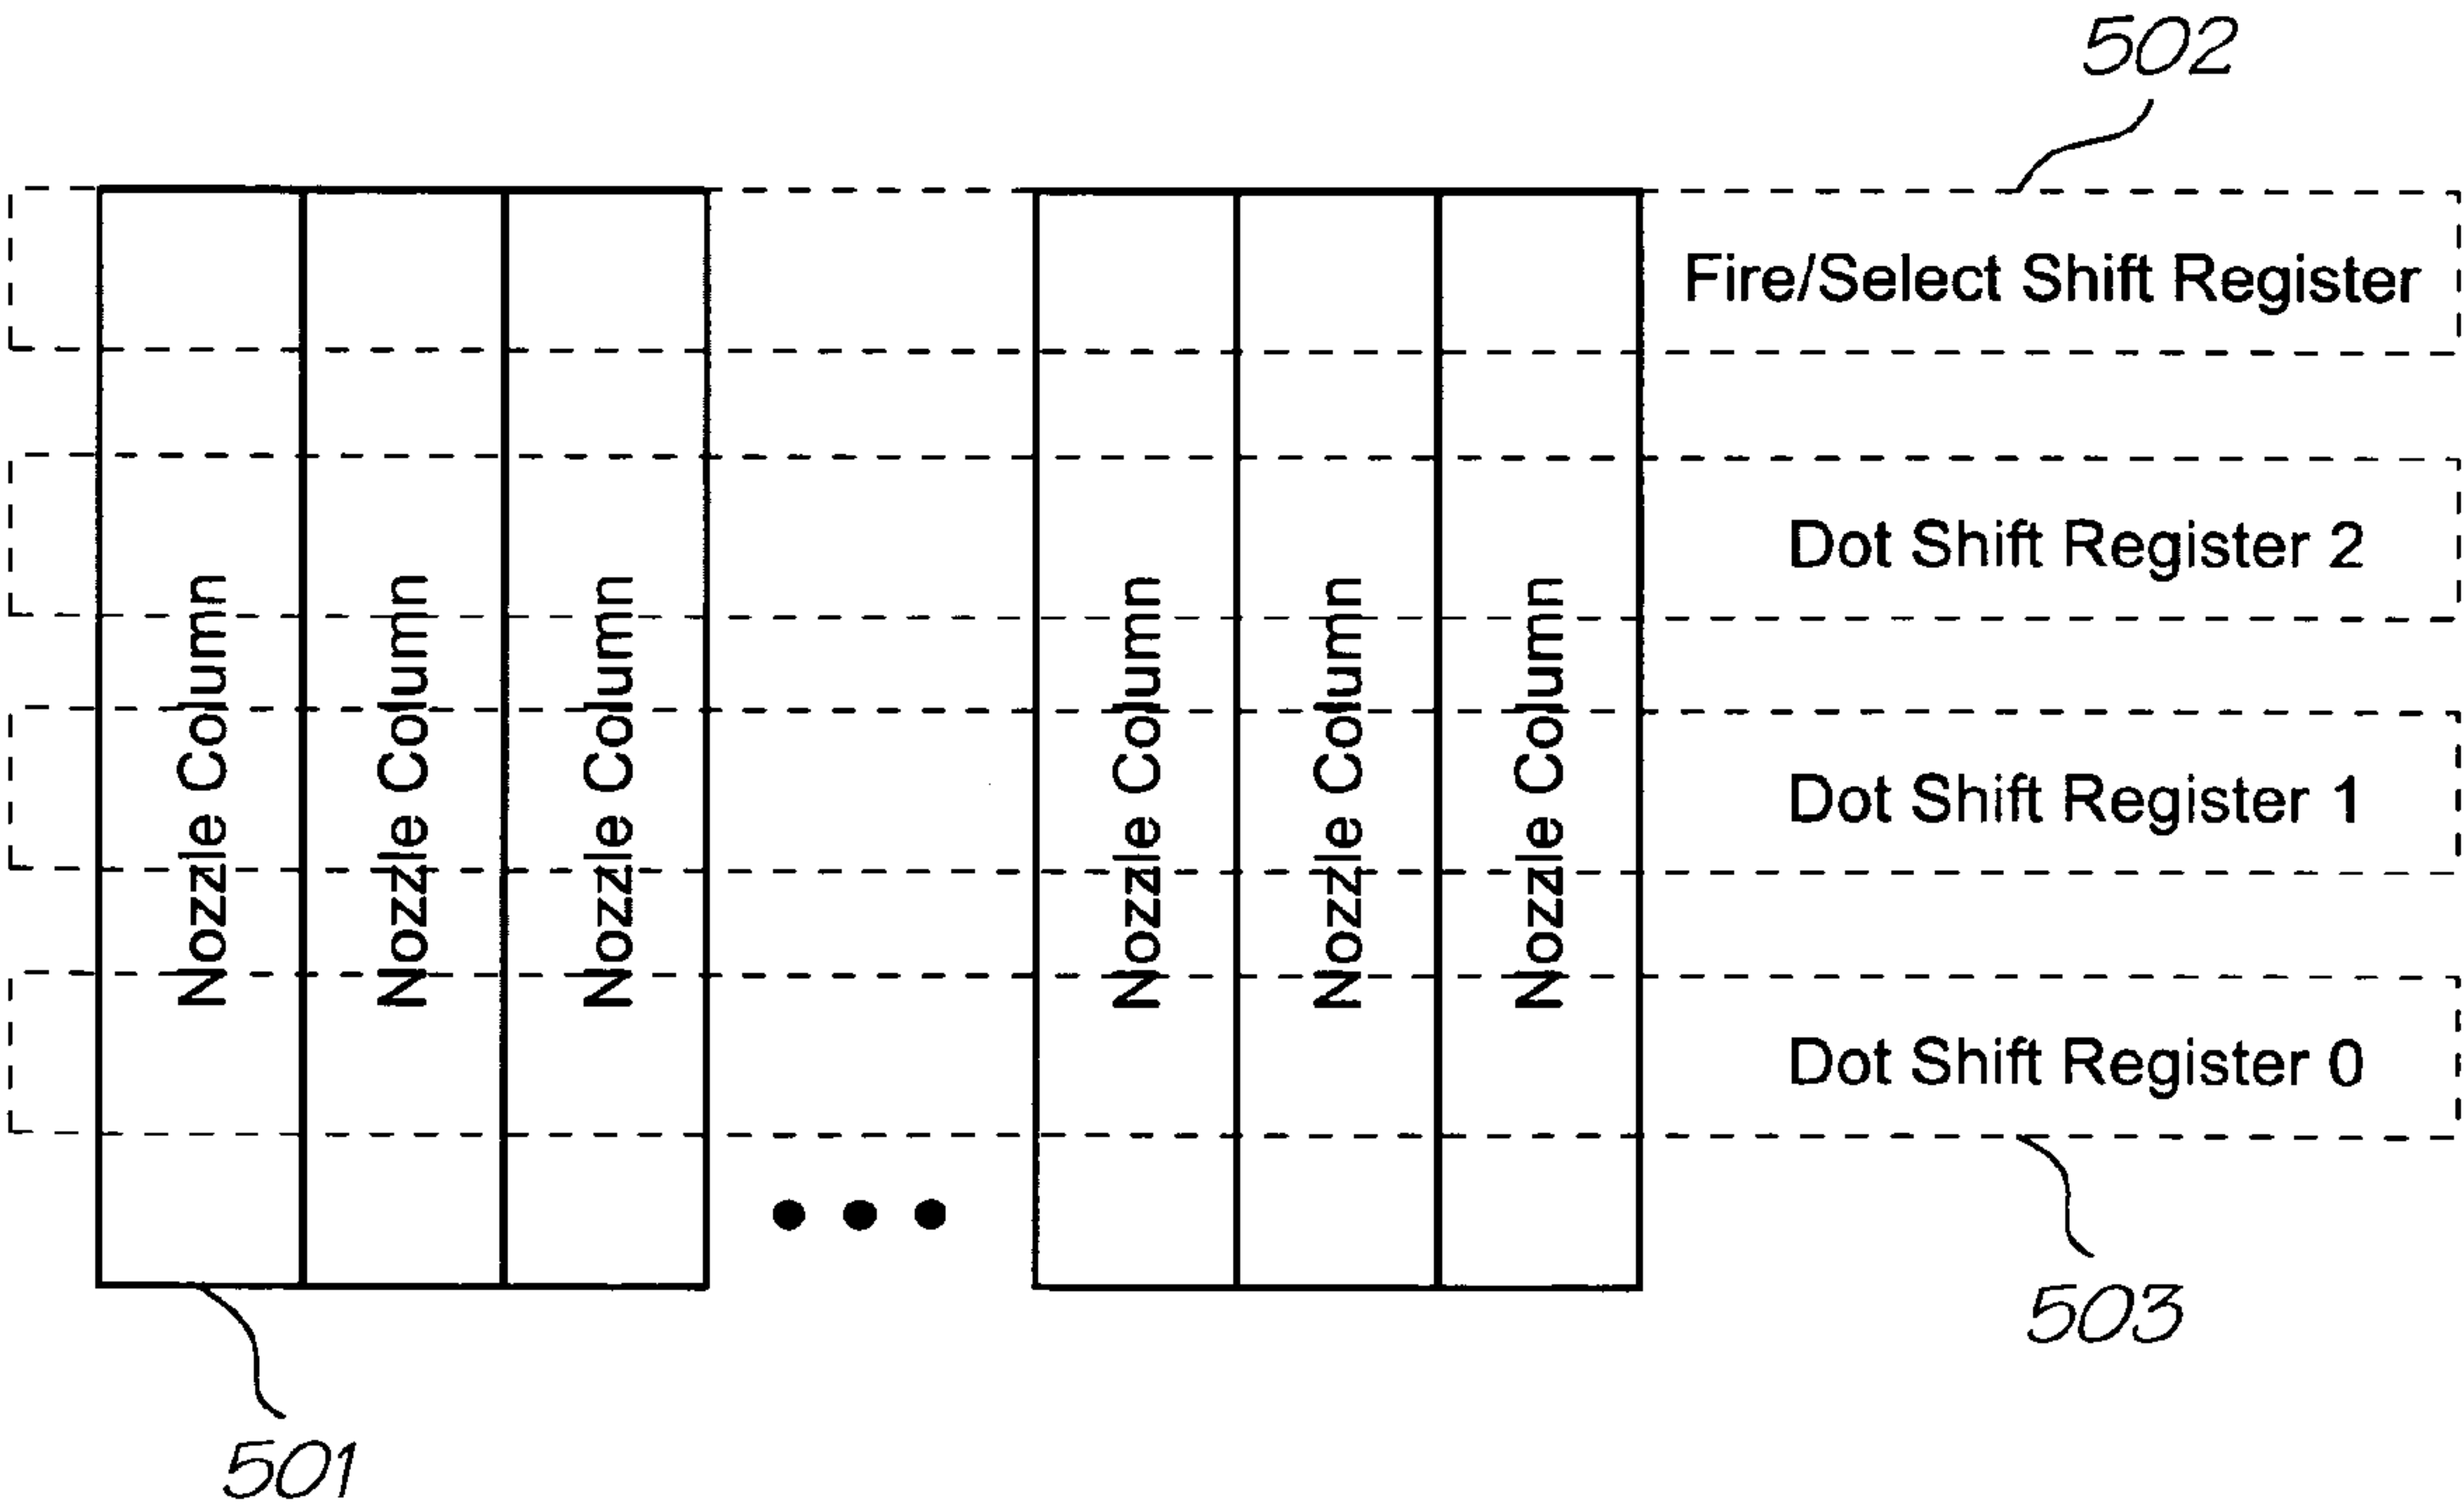 502
Fire/Select Shift Register
Dot Shift Register 2
Nozzle Column
Nozzle Column
Nozzle Column
Nozzle Column
Nozzle Column
Nozzle Column
Dot Shift Register 1
Dot Shift Register 0
503
501